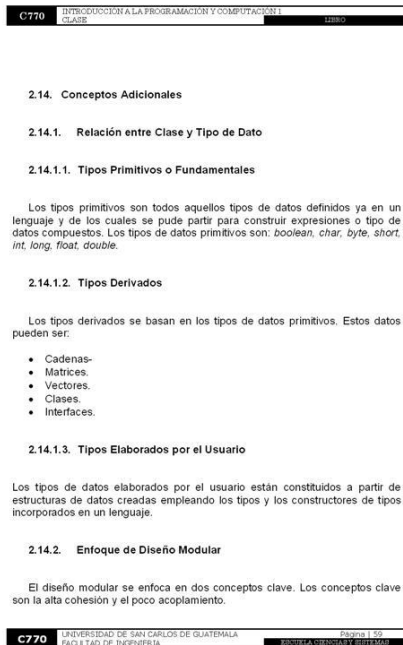 C770
INTRODUCCIÓN A LA PROGRAMACIÓN Y COMPUTACIÓN 1
CLASE
LIBRO
2.14. Conceptos Adicionales
2.14.1. Relación entre Clase y Tipo de Dato
2.14.1.1. Tipos Primitivos o Fundamentales
Los tipos primitivos son todos aquellos tipos de datos definidos ya en un
lenguaje y de los cuales se pude partir para construir expresiones o tipo de
datos compuestos. Los tipos de datos primitivos son: boolean, char, byte, short,
int, long, float, double.
2.14.1.2. Tipos Derivados
Los tipos derivados se basan en los tipos de datos primitivos. Estos datos
pueden ser:
• Cadenas-
• Matrices.
• Vectores.
• Clases.
• Interfaces.
2.14.1.3. Tipos Elaborados por el Usuario
Los tipos de datos elaborados por el usuario están constituidos a partir de
estructuras de datos creadas empleando los tipos y los constructores de tipos
incorporados en un lenguaje.
2.14.2. Enfoque de Diseño Modular
El diseño modular se enfoca en dos conceptos clave. Los conceptos clave
son la alta cohesión y el poco acoplamiento.
C770
UNIVERSIDAD DE SAN CARLOS DE GUATEMALA
FACULTAD DE INGENIERÍA
Página | 59
ESCUELA CIENCIAS Y SISTEMAS